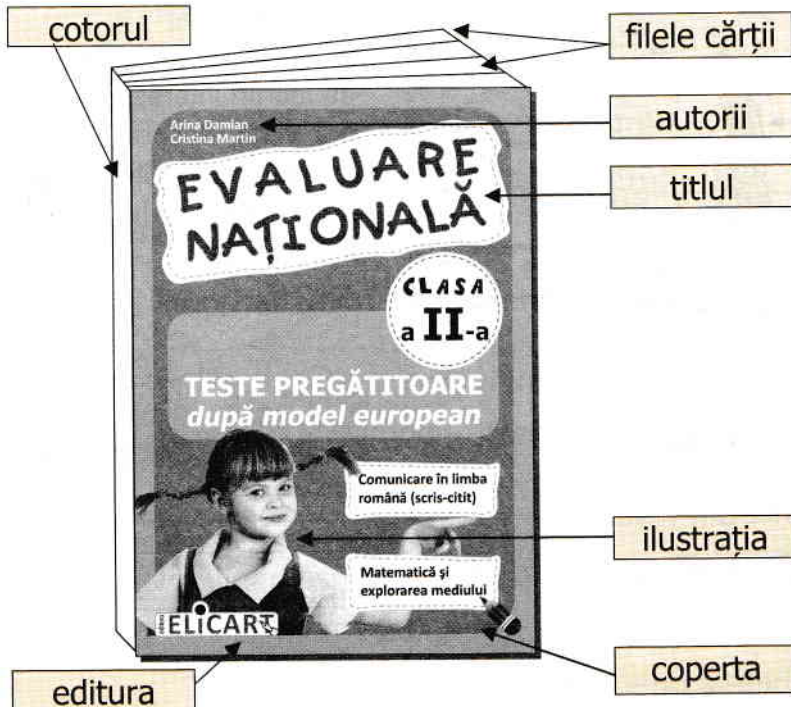 cotorul
filele cărții
autorii
titlul
Arina Damian
Cristina Martin
EVALUARE
NAȚIONALĂ
CLASA
a II-a
TESTE PREGĂTITOARE
după model european
Comunicare în limba
română (scris-citit)
Matematică și
explorarea mediului
ELiCART
ilustrația
coperta
editura